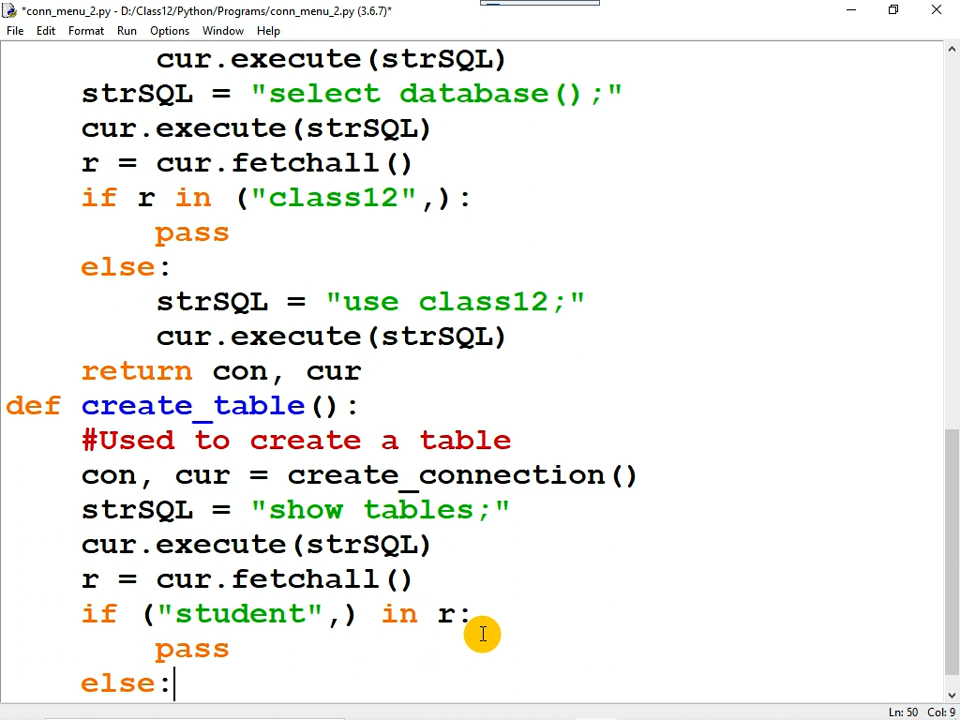 *conn_menu_2.py - D:/Class12/Python/Programs/conn_menu_2.py (3.6.7)*
File Edit Format Run Options Window Help
cur.execute(strSQL)
strSQL = "select database();"
cur.execute(strSQL)
r = cur.fetchall()
if r in ("class12",):
pass
else:
strSQL = "use class12;"
cur.execute(strSQL)
return con, cur
def create_table():
#Used to create a table
con, cur = create_connection()
strSQL = "show tables;"
cur.execute(strSQL)
r = cur.fetchall()
if ("student",) in r:
pass
else:
Ln: 50 Col: 9